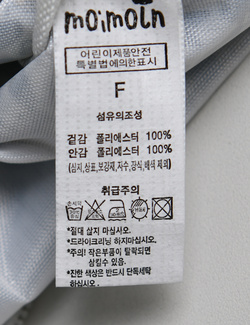 moimoln
어린이제품안전
특별법에의한표시
F
섬유의조성
겉감 폴리에스터 100%
안감 폴리에스터 100%
(심지,상표,보강재,자수,장식,배색 제외)
취급주의
*절대 삶지 마십시오.
*드라이크리닝 하지마십시오.
*주의! 작은부품이 탈락되면
삼킬수 있음.
*진한 색상은 반드시 단독세탁
하십시오.